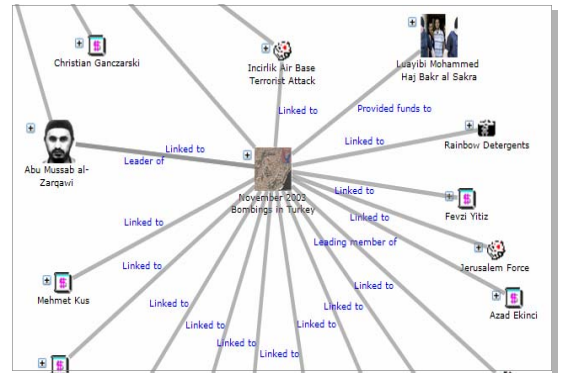 Christian Ganczarski
Incirlik Air Base
Terrorist Attack
Luayibi Mohammed
Haj Bakr al Sakra
Linked to
Provided funds to
Linked to
Rainbow Detergents
Linked to
Leader of
Abu Mussab al-
Zarqawi
November 2003
Bombings in Turkey
Linked to
Fevzi Yitiz
Linked to
Linked to
Leading member of
Jerusalem Force
Linked to
Mehmet Kus
Linked to
Azad Ekinci
Linked to
Linked to
Linked to
Linked to
Linked to
Linked to